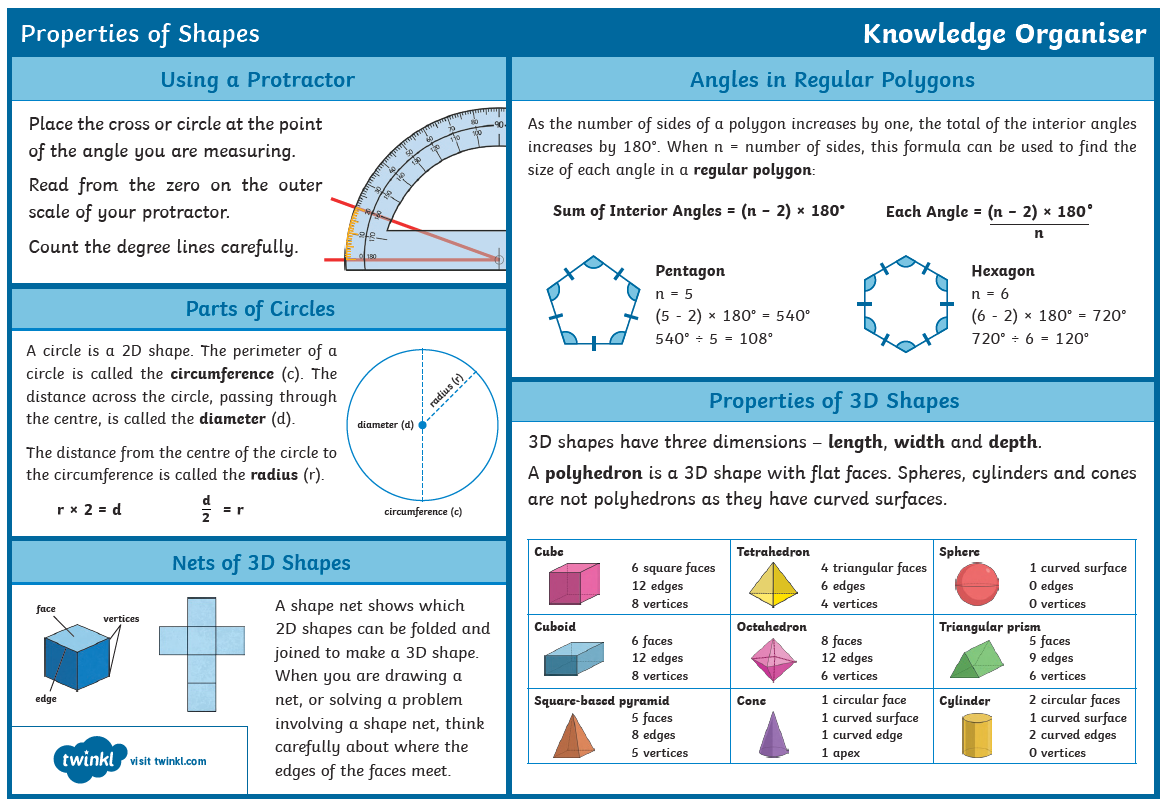 Properties of Shapes
Knowledge Organiser
Using a Protractor
Place the cross or circle at the point
of the angle you are measuring.
Read from the zero on the outer
scale of your protractor.
Count the degree lines carefully.
Parts of Circles
A circle is a 2D shape. The perimeter of a
circle is called the circumference (c). The
distance across the circle, passing through
the centre, is called the diameter (d).
The distance from the centre of the circle to
the circumference is called the radius (r).
r × 2 = d
d
2
= r
radius (r)
diameter (d)
circumference (c)
Nets of 3D Shapes
face
vertices
edge
A shape net shows which
2D shapes can be folded and
joined to make a 3D shape.
When you are drawing a
net, or solving a problem
involving a shape net, think
carefully about where the
edges of the faces meet.
twinkl
visit twinkl.com
Angles in Regular Polygons
As the number of sides of a polygon increases by one, the total of the interior angles
increases by 180°. When n = number of sides, this formula can be used to find the
size of each angle in a regular polygon:
Sum of Interior Angles = (n – 2) × 180°
Each Angle = (n – 2) × 180°
n
Pentagon
n = 5
(5 - 2) × 180° = 540°
540° ÷ 5 = 108°
Hexagon
n = 6
(6 - 2) × 180° = 720°
720° ÷ 6 = 120°
Properties of 3D Shapes
3D shapes have three dimensions – length, width and depth.
A polyhedron is a 3D shape with flat faces. Spheres, cylinders and cones
are not polyhedrons as they have curved surfaces.
Cube
6 square faces
12 edges
8 vertices
Tetrahedron
4 triangular faces
6 edges
4 vertices
Sphere
1 curved surface
0 edges
0 vertices
Cuboid
6 faces
12 edges
8 vertices
Octahedron
8 faces
12 edges
6 vertices
Triangular prism
5 faces
9 edges
6 vertices
Square-based pyramid
5 faces
8 edges
5 vertices
Cone
1 circular face
1 curved surface
1 curved edge
1 apex
Cylinder
2 circular faces
1 curved surface
2 curved edges
0 vertices